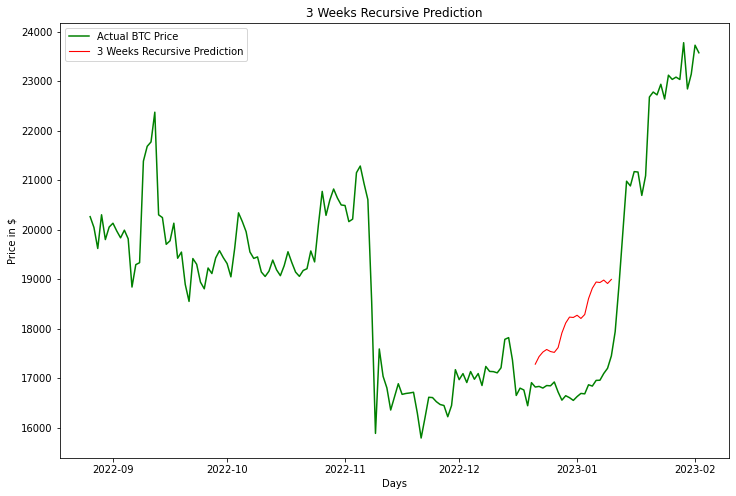 3 Weeks Recursive Prediction
Actual BTC Price
3 Weeks Recursive Prediction
24000
23000
22000
21000
20000
19000
18000
17000
16000
Price in $
2022-09 2022-10 2022-11 2022-12 2023-01 2023-02
Days